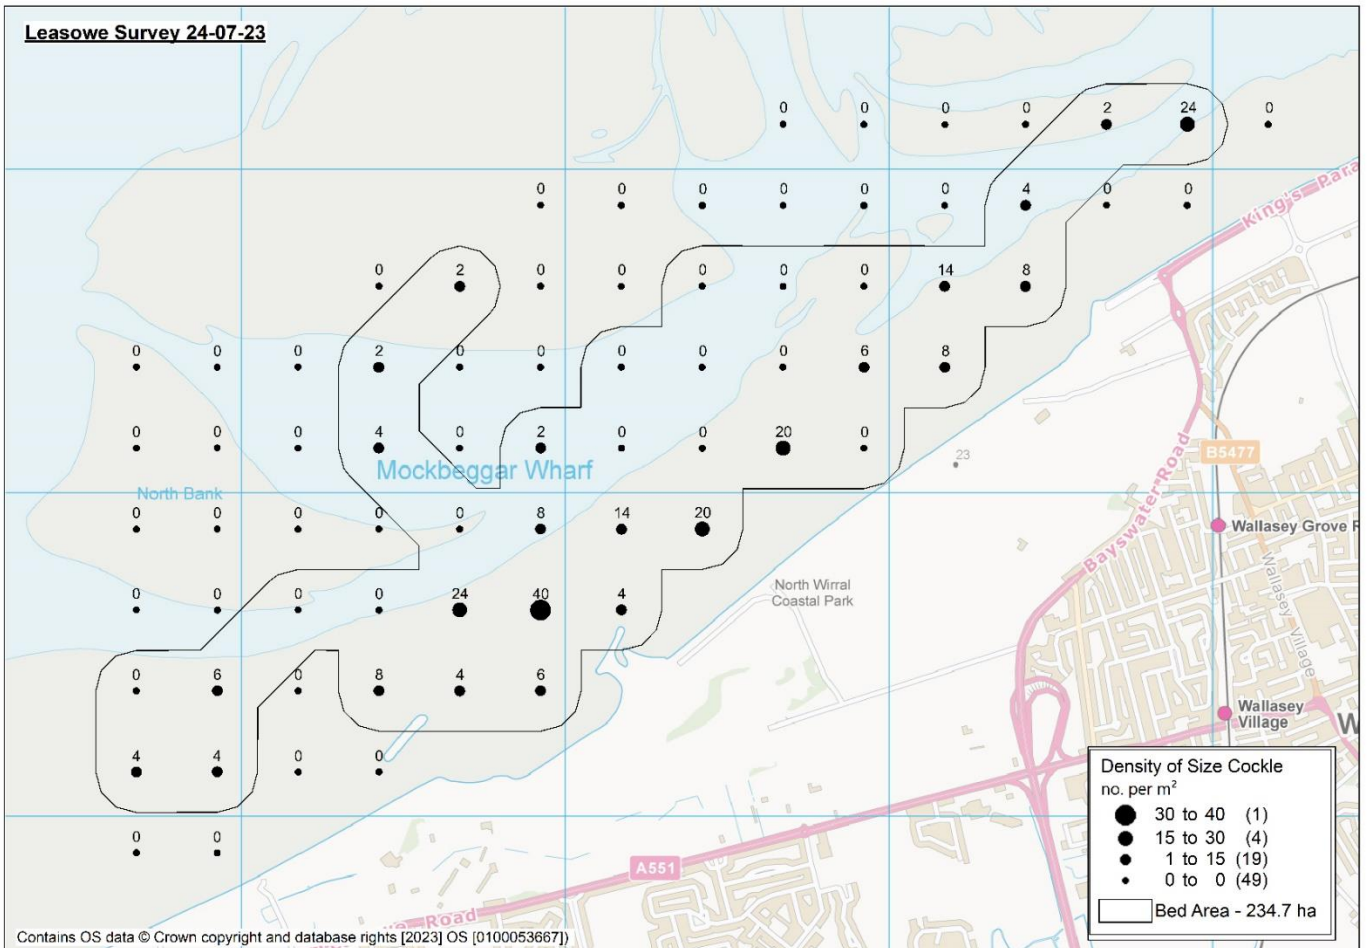 Leasowe Survey 24-07-23
0 0 0 0 2 24 0
0 0 0 0 0 0 4 0 0
King's Para
0 2 0 0 0 0 0 14 8
0 0 0 2 0 0 0 0 0 6 8
0 0 0 4 0 2 0 0 20 0
Mockbeggar Wharf
23
B5477
North Bank
Bayswater Road
0 0 0 0 0 8 14 20
Wallasey Grove R
Wallasey Village
North Wirral
Coastal Park
0 0 0 0 24 40 4
0 6 0 8 4 6
Wallasey
Village
W
4 4 0 0
0 0
A551
Road
Density of Size Cockle
no. per m²
30 to 40 (1)
15 to 30 (4)
1 to 15 (19)
0 to 0 (49)
Bed Area - 234.7 ha
Contains OS data © Crown copyright and database rights [2023] OS [0100053667])